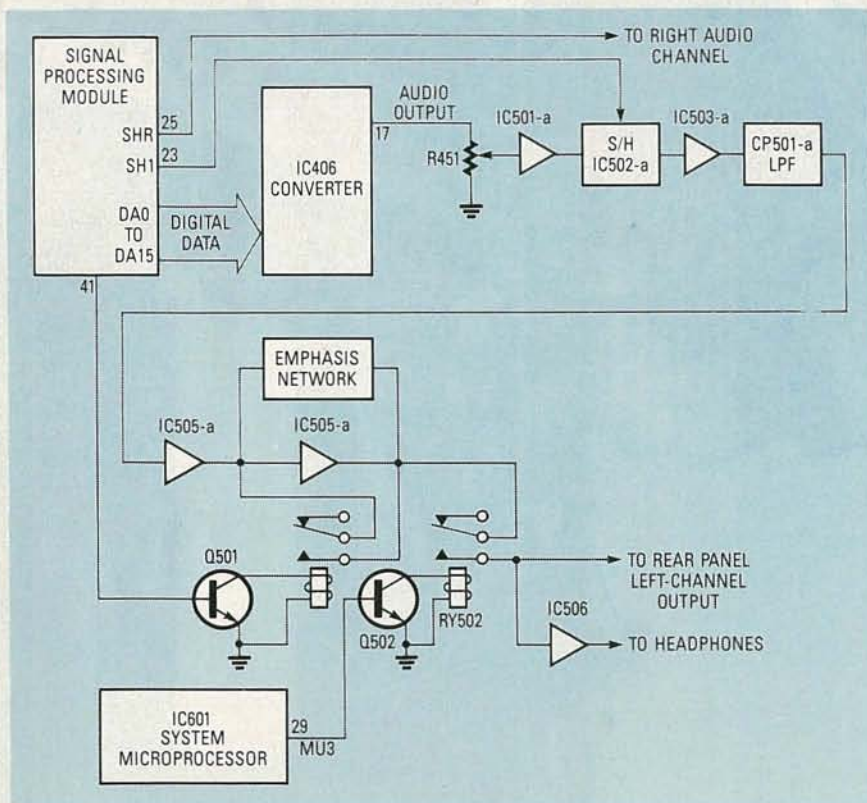 SIGNAL
PROCESSING
MODULE
SHR
25
SH1
23
DA0
TO
DA15
41
DIGITAL
DATA
IC406
CONVERTER
AUDIO
OUTPUT
17
R451
IC501-a
S/H
IC502-a
IC503-a
CP501-a
LPF
TO RIGHT AUDIO
CHANNEL
EMPHASIS
NETWORK
IC505-a
IC505-a
Q501
Q502
RY502
IC506
TO REAR PANEL
LEFT-CHANNEL
OUTPUT
TO HEADPHONES
IC601
SYSTEM
MICROPROCESSOR
29
MU3